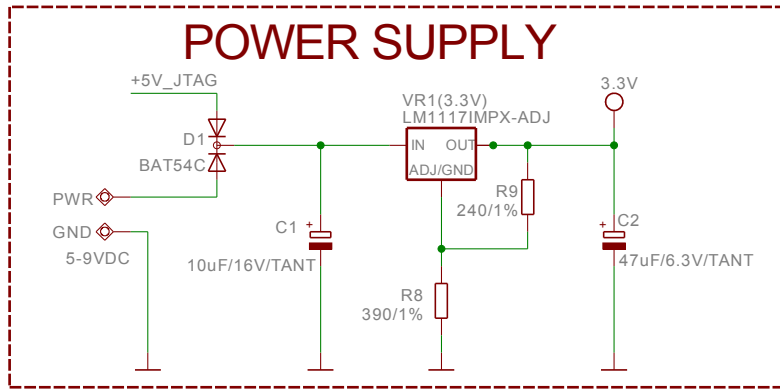 POWER SUPPLY
+5V_JTAG
3.3V
VR1(3.3V)
LM1117IMPX-ADJ
D1
IN OUT
BAT54C
ADJ/GND
PWR
R9
240/1%
GND
C1
+
+
C2
5-9VDC
10uF/16V/TANT
47uF/6.3V/TANT
R8
390/1%